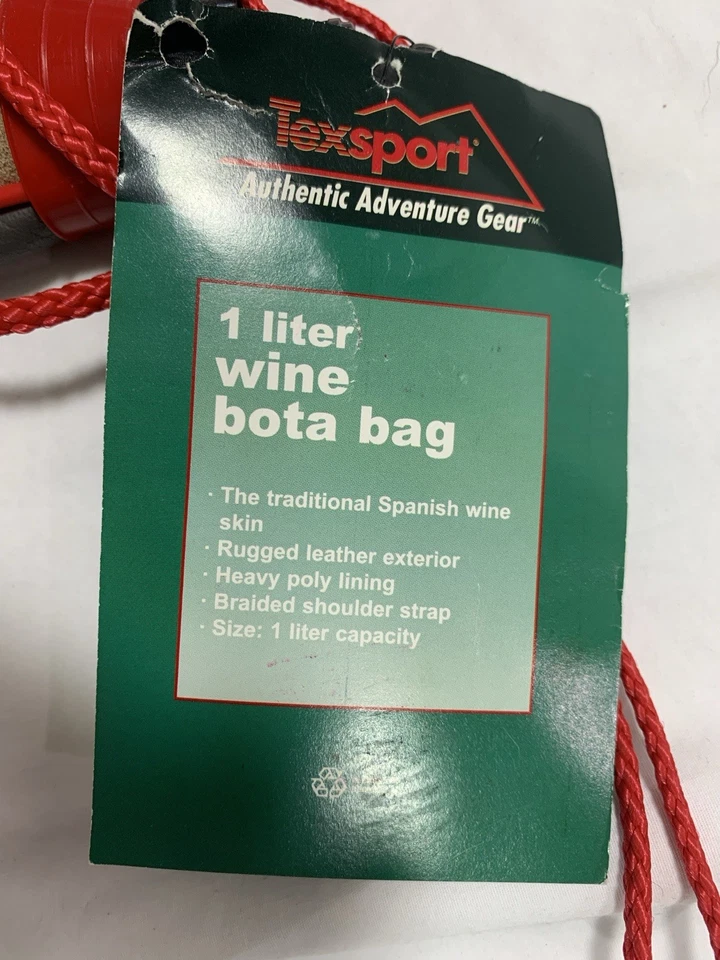 Texsport®
Authentic Adventure Gear™
1 liter
wine
bota bag
· The traditional Spanish wine
skin
· Rugged leather exterior
· Heavy poly lining
· Braided shoulder strap
· Size: 1 liter capacity